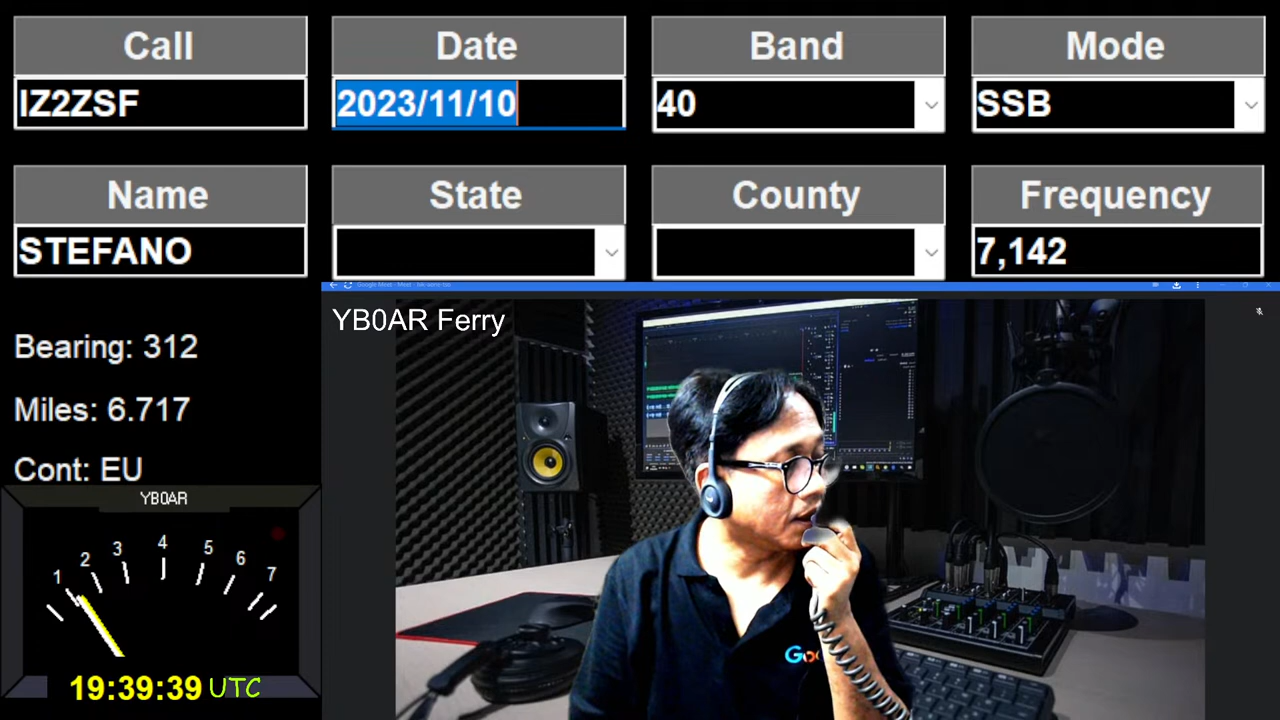 Call
Date
Band
Mode
IZ2ZSF
2023/11/10
40
SSB
Name
State
County
Frequency
STEFANO
7,142
YB0AR Ferry
Bearing: 312
Miles: 6.717
Cont: EU
YB0AR
1 2 3 4 5 6 7
19:39:39 UTC
Goo